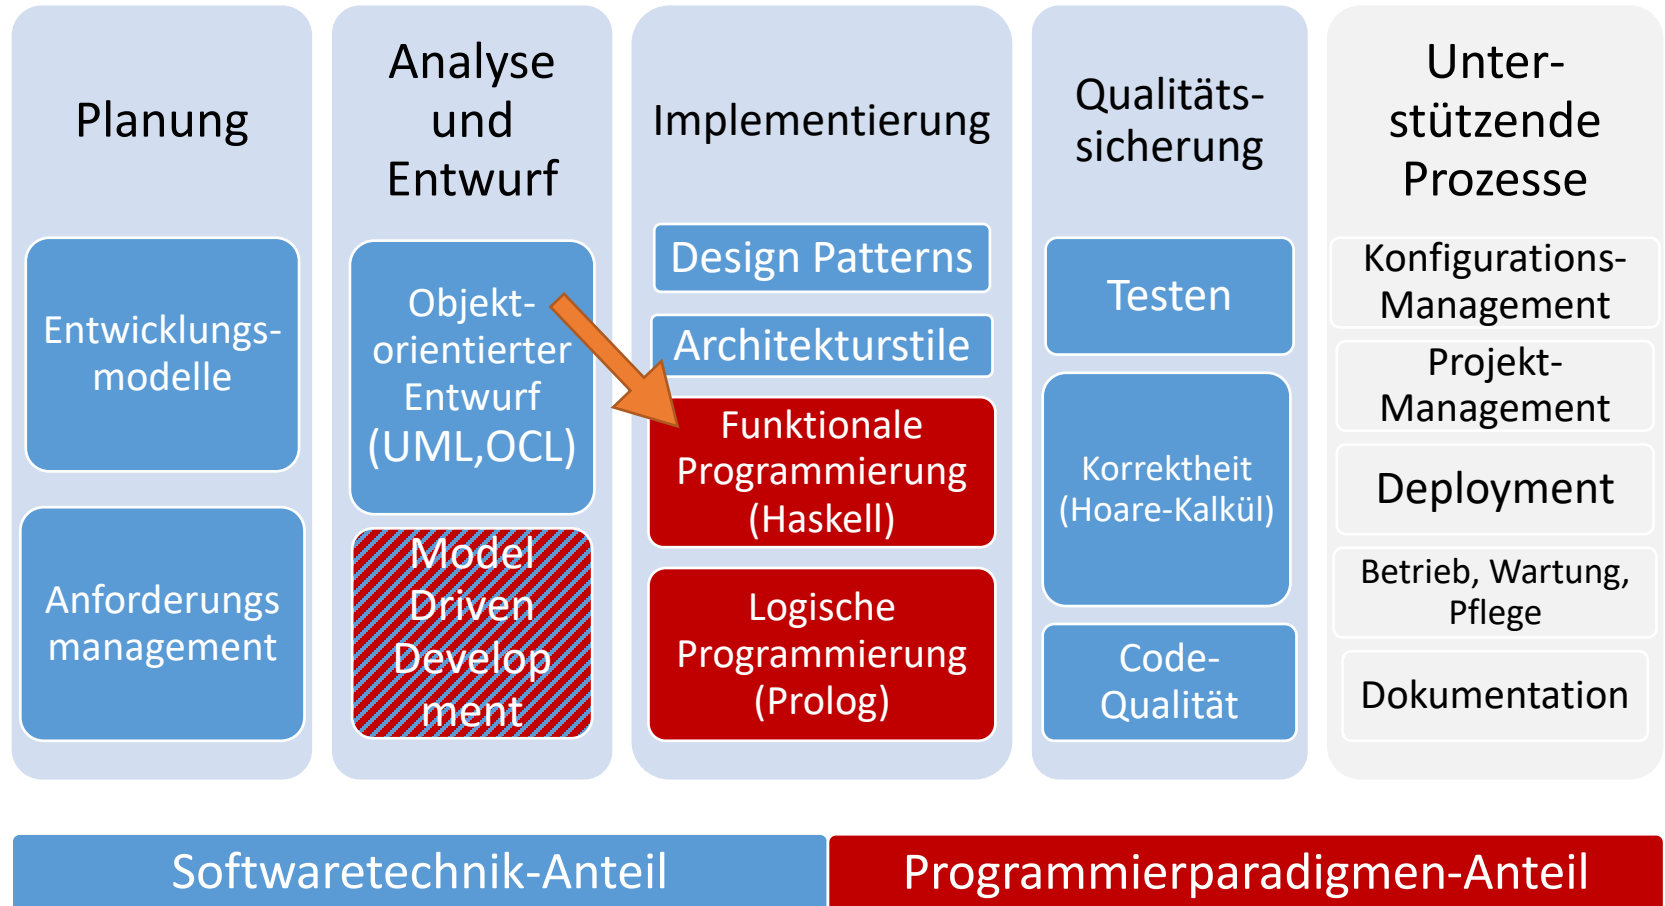 Planung
Entwicklungs-
modelle
Anforderungs
management
Analyse
und
Entwurf
Objekt-
orientierter
Entwurf
(UML,OCL)
Model
Driven
Develop
ment
Implementierung
Design Patterns
Architekturstile
Funktionale
Programmierung
(Haskell)
Logische
Programmierung
(Prolog)
Qualitäts-
sicherung
Testen
Korrektheit
(Hoare-Kalkül)
Code-
Qualität
Unter-
stützende
Prozesse
Konfigurations-
Management
Projekt-
Management
Deployment
Betrieb, Wartung,
Pflege
Dokumentation
Softwaretechnik-Anteil
Programmierparadigmen-Anteil